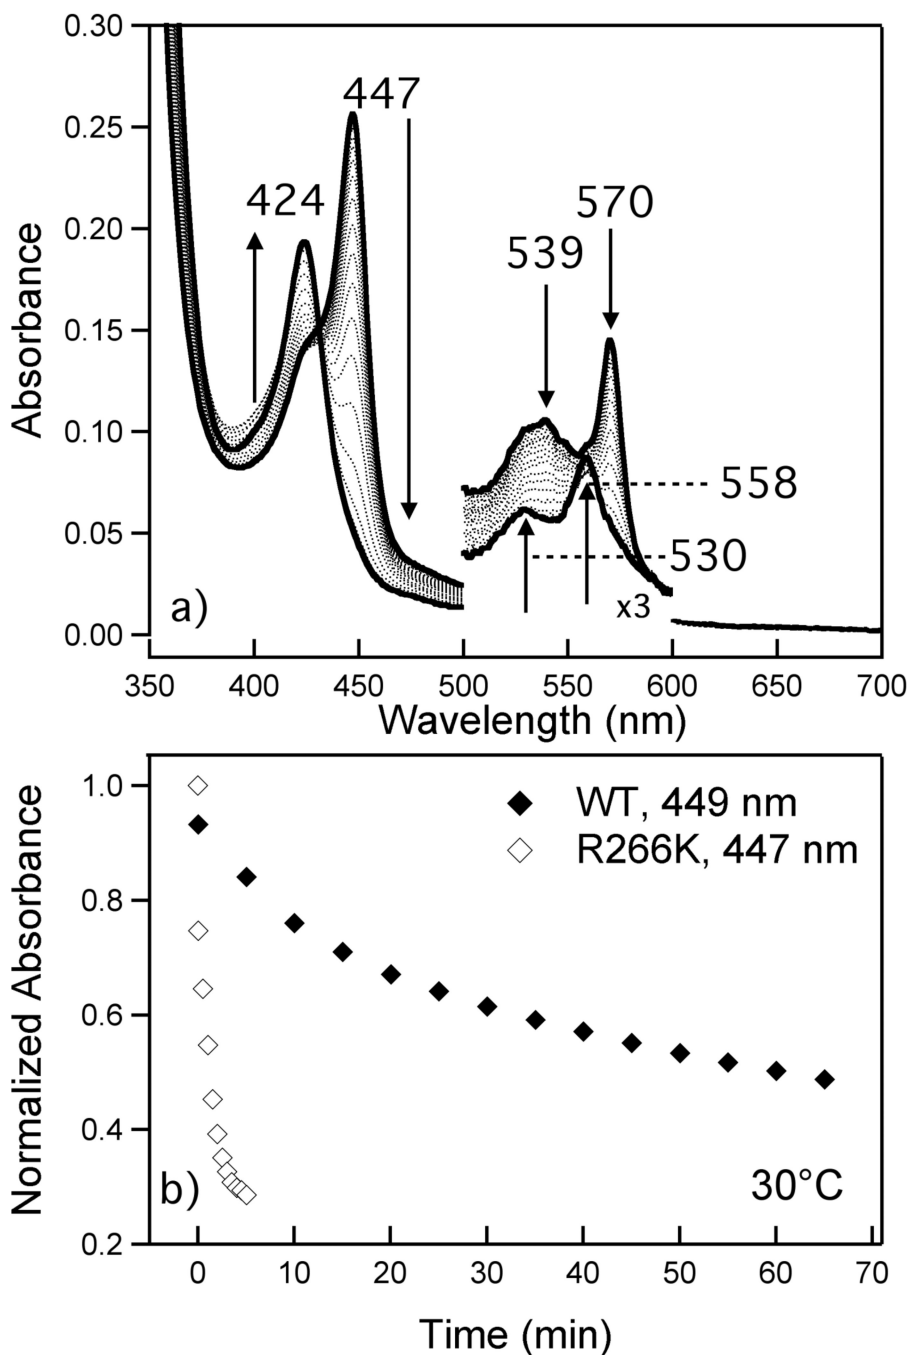 0.30
0.25
0.20
0.15
0.10
0.05
0.00
Absorbance
447
424
570
539
558
530
a)
x3
350 400 450 500 550 600 650 700
Wavelength (nm)
1.0
0.8
0.6
0.4
0.2
Normalized Absorbance
WT, 449 nm
R266K, 447 nm
b)
30°C
0 10 20 30 40 50 60 70
Time (min)